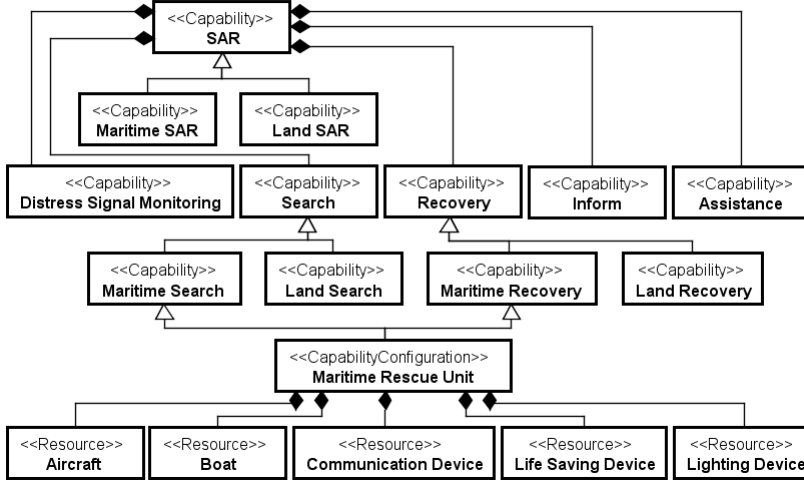 <<Capability>>
SAR
<<Capability>>
Maritime SAR
<<Capability>>
Land SAR
<<Capability>>
Distress Signal Monitoring
<<Capability>>
Search
<<Capability>>
Recovery
<<Capability>>
Inform
<<Capability>>
Assistance
<<Capability>>
Maritime Search
<<Capability>>
Land Search
<<Capability>>
Maritime Recovery
<<Capability>>
Land Recovery
<<CapabilityConfiguration>>
Maritime Rescue Unit
<<Resource>>
Aircraft
<<Resource>>
Boat
<<Resource>>
Communication Device
<<Resource>>
Life Saving Device
<<Resource>>
Lighting Device